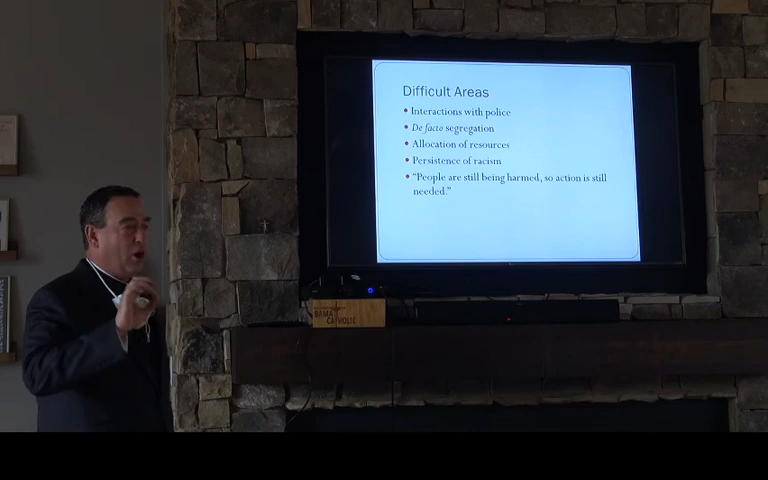 Difficult Areas
• Interactions with police
• De facto segregation
• Allocation of resources
• Persistence of racism
• “People are still being harmed, so action is still
needed.”
BAMA
CATHOLIC